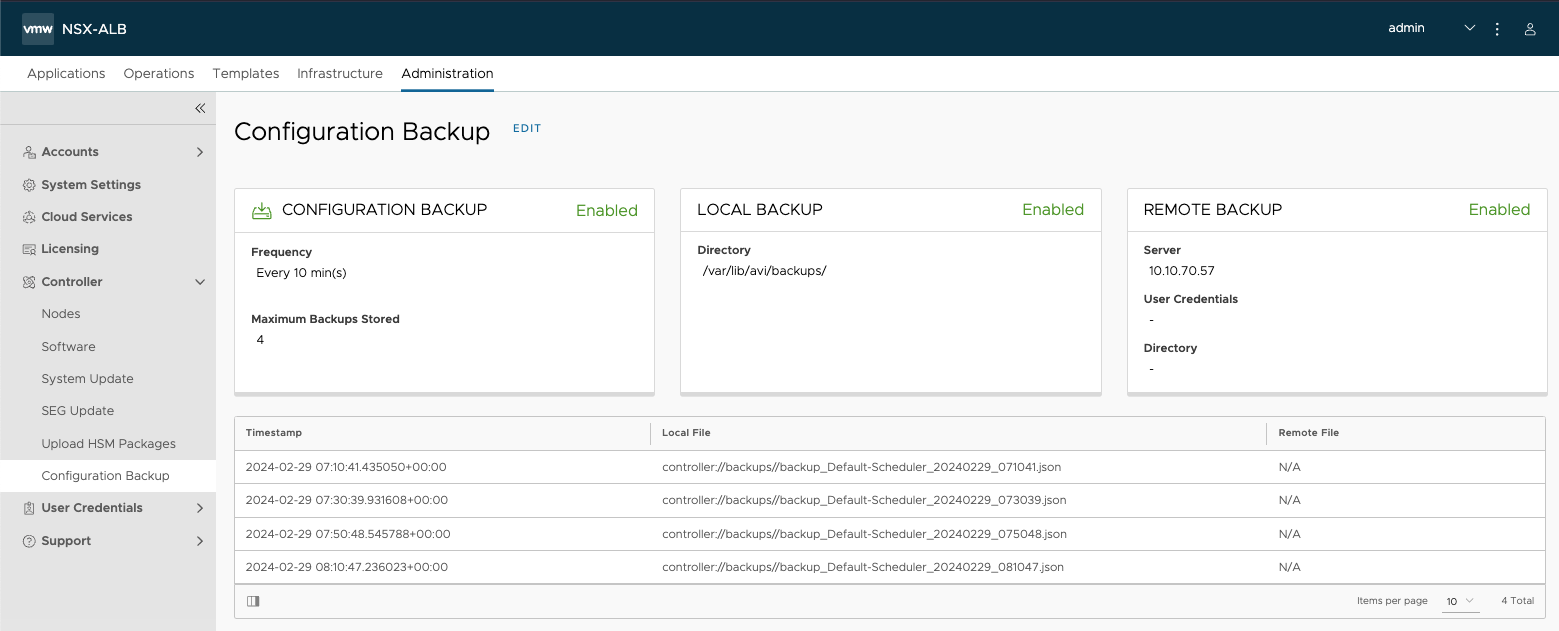 vmw NSX-ALB admin
Applications Operations Templates Infrastructure Administration
Accounts
System Settings
Cloud Services
Licensing
Controller
Nodes
Software
System Update
SEG Update
Upload HSM Packages
Configuration Backup
User Credentials
Support
Configuration Backup EDIT
CONFIGURATION BACKUP Enabled
Frequency
Every 10 min(s)
Maximum Backups Stored
4
LOCAL BACKUP Enabled
Directory
/var/lib/avi/backups/
REMOTE BACKUP Enabled
Server
10.10.70.57
User Credentials
-
Directory
-
Timestamp Local File Remote File
2024-02-29 07:10:41.435050+00:00 controller://backups//backup_Default-Scheduler_20240229_071041.json N/A
2024-02-29 07:30:39.931608+00:00 controller://backups//backup_Default-Scheduler_20240229_073039.json N/A
2024-02-29 07:50:48.545788+00:00 controller://backups//backup_Default-Scheduler_20240229_075048.json N/A
2024-02-29 08:10:47.236023+00:00 controller://backups//backup_Default-Scheduler_20240229_081047.json N/A
Items per page 10 4 Total